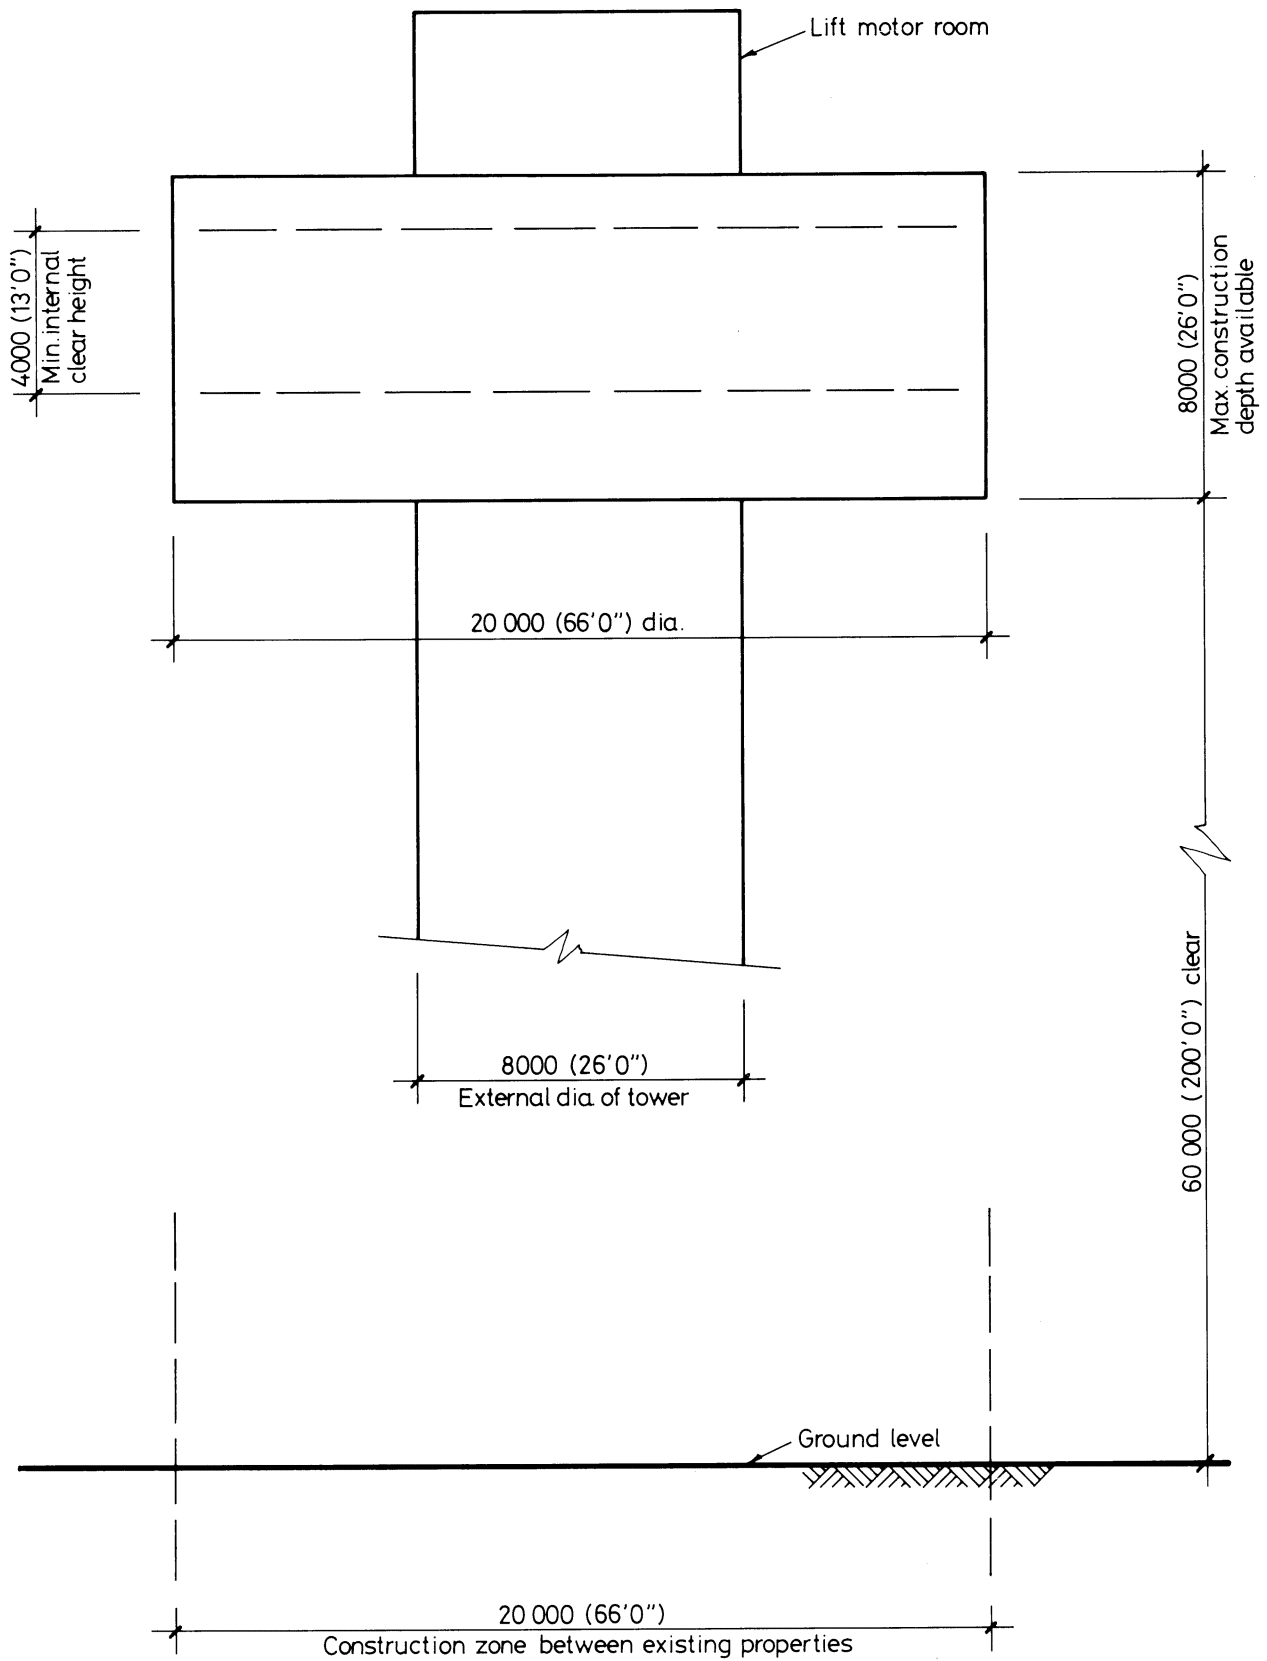 Lift motor room
4000 (13'0")
Min. internal
clear height
8000 (26'0")
Max. construction
depth available
20 000 (66'0") dia.
8000 (26'0")
External dia. of tower
60 000 (200'0") clear
Ground level
20 000 (66'0")
Construction zone between existing properties